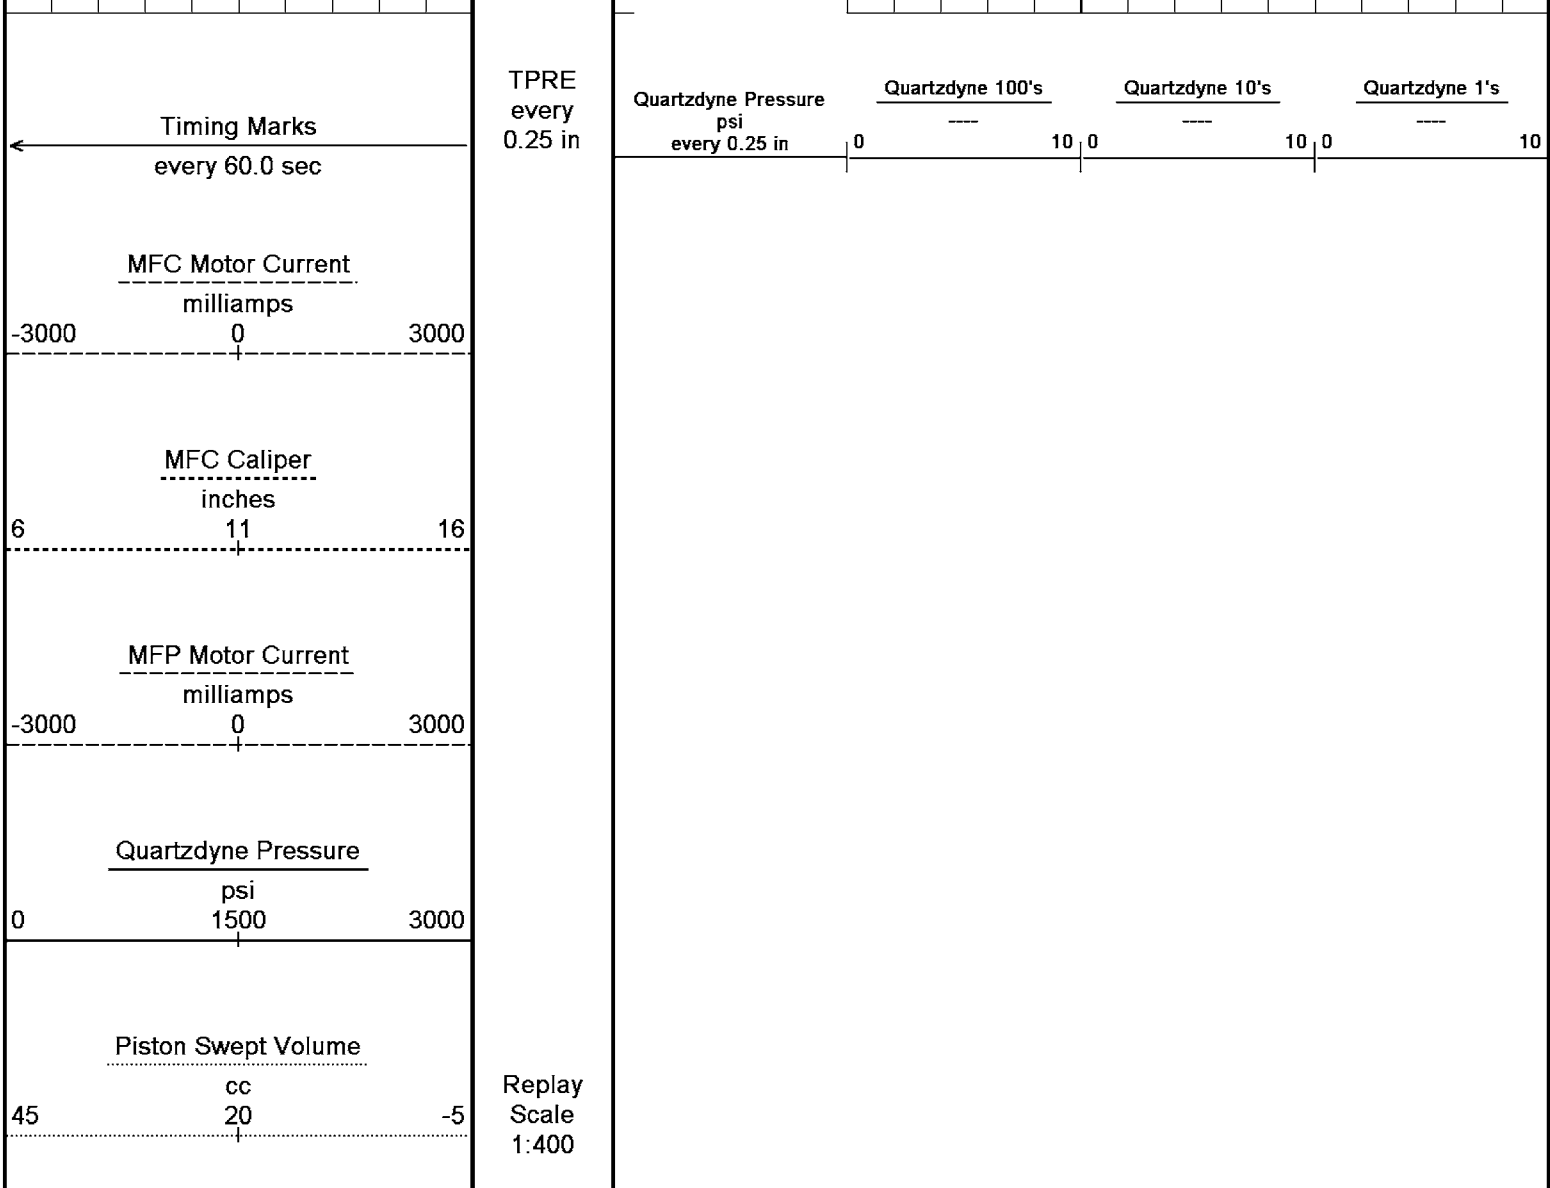 Timing Marks
every 60.0 sec
MFC Motor Current
milliamps
-3000 0 3000
MFC Caliper
inches
6 11 16
MFP Motor Current
milliamps
-3000 0 3000
Quartzdyne Pressure
psi
0 1500 3000
Piston Swept Volume
cc
45 20 -5
TPRE
every
0.25 in
Replay
Scale
1:400
Quartzdyne Pressure
psi
every 0.25 in
Quartzdyne 100's
----
0 10
Quartzdyne 10's
----
0 10
Quartzdyne 1's
----
0 10